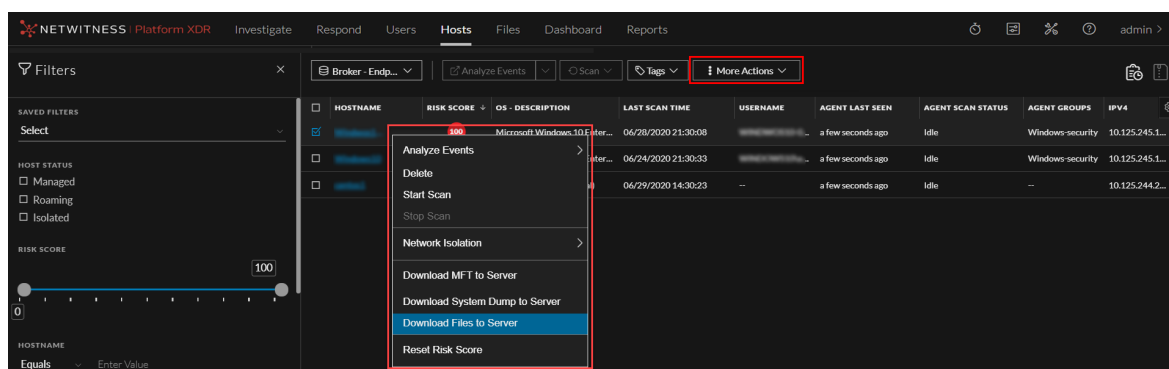 NETWITNESS Platform XDR Investigate Respond Users Hosts Files Dashboard Reports admin >
Filters ×
Broker - Endp... Analyze Events Scan Tags More Actions
SAVED FILTERS
Select
HOST STATUS
Managed
Roaming
Isolated
RISK SCORE
100
0
HOSTNAME
Equals Enter Value
HOSTNAME RISK SCORE OS - DESCRIPTION LAST SCAN TIME USERNAME AGENT LAST SEEN AGENT SCAN STATUS AGENT GROUPS IPV4
100 Microsoft Windows 10 Enter... 06/28/2020 21:30:08 a few seconds ago Idle Windows-security 10.125.245.1...
Enter... 06/24/2020 21:30:33 a few seconds ago Idle Windows-security 10.125.245.1...
06/29/2020 14:30:23 -- a few seconds ago Idle -- 10.125.244.2...
Analyze Events
Delete
Start Scan
Stop Scan
Network Isolation
Download MFT to Server
Download System Dump to Server
Download Files to Server
Reset Risk Score